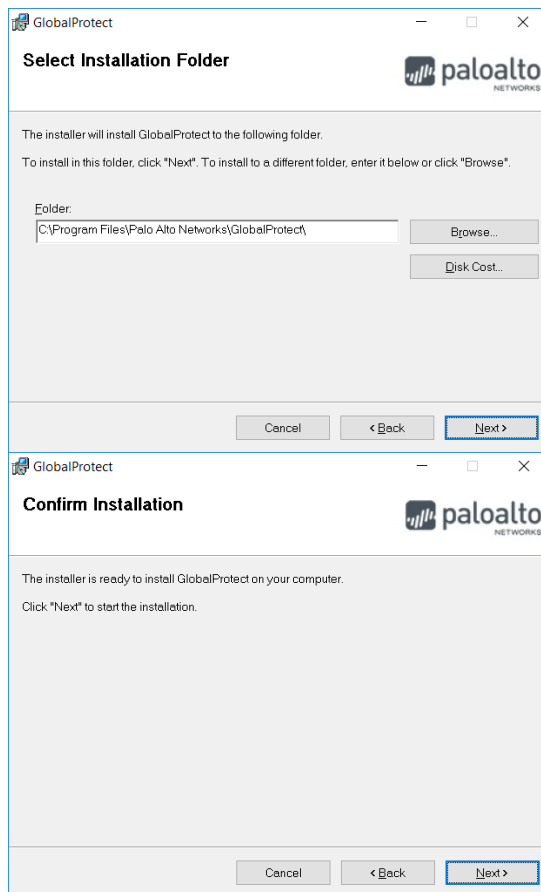 GlobalProtect
Select Installation Folder
paloalto
NETWORKS
The installer will install GlobalProtect to the following folder.
To install in this folder, click "Next". To install to a different folder, enter it below or click "Browse".
Folder:
C:\Program Files\Palo Alto Networks\GlobalProtect\
Browse...
Disk Cost...
Cancel
< Back
Next >
GlobalProtect
Confirm Installation
paloalto
NETWORKS
The installer is ready to install GlobalProtect on your computer.
Click "Next" to start the installation.
Cancel
< Back
Next >